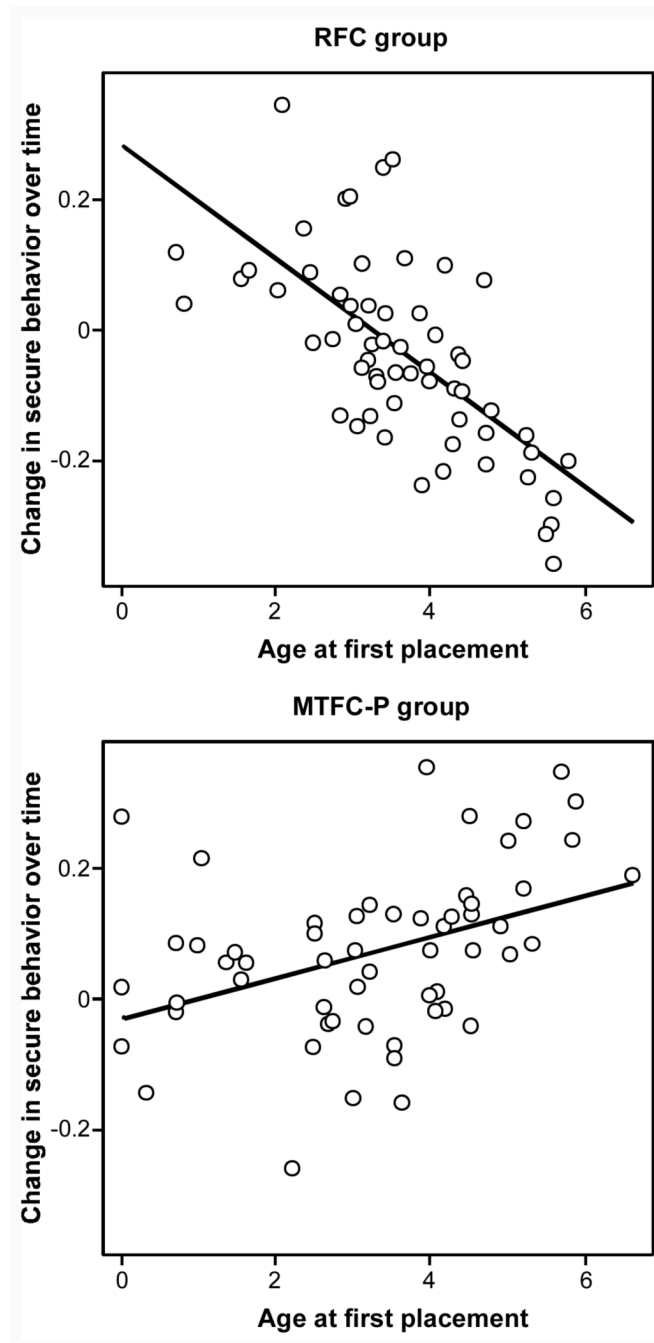 RFC group
Change in secure behavior over time
0.2
0
-0.2
0 2 4 6
Age at first placement
MTFC-P group
Change in secure behavior over time
0.2
0
-0.2
0 2 4 6
Age at first placement